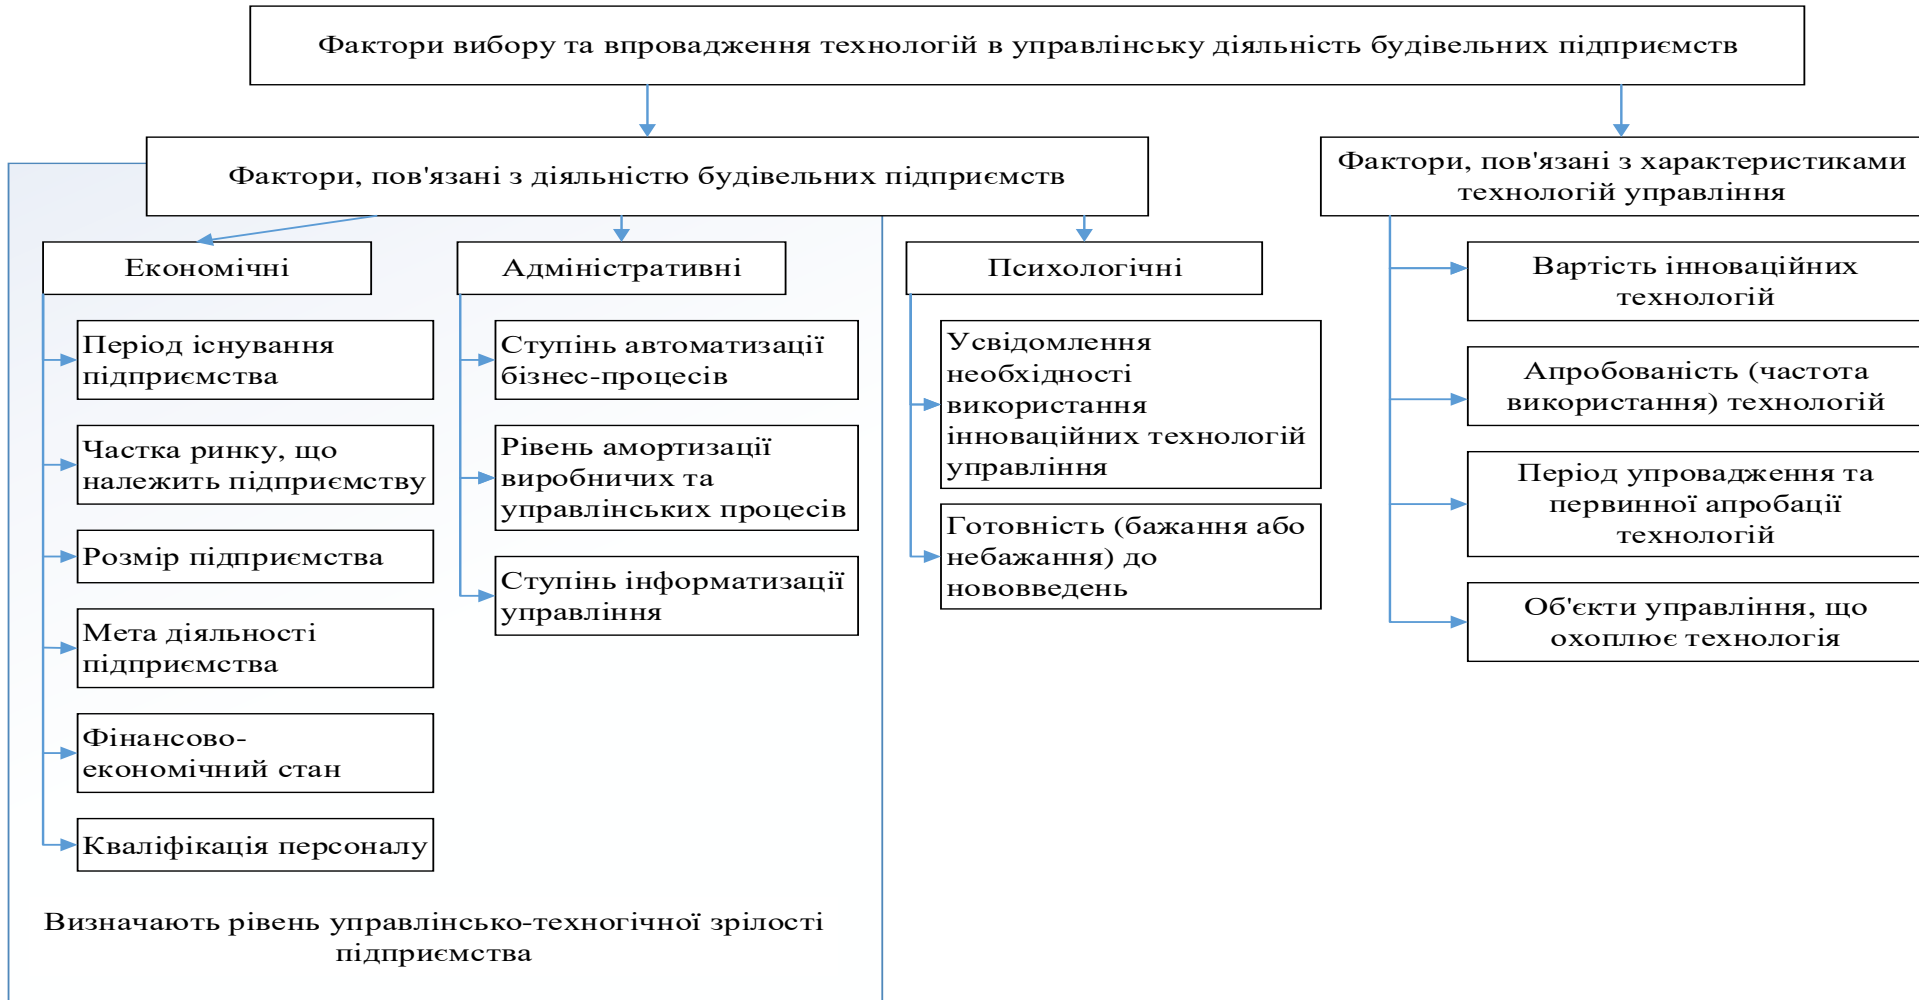 Фактори вибору та впровадження технологій в управлінську діяльність будівельних підприємств
Фактори, пов'язані з діяльністю будівельних підприємств
Фактори, пов'язані з характеристиками
технологій управління
Економічні
Період існування
підприємства
Частка ринку, що
належить підприємству
Розмір підприємства
Мета діяльності
підприємства
Фінансово-
економічний стан
Кваліфікація персоналу
Адміністративні
Ступінь автоматизації
бізнес-процесів
Рівень амортизації
виробничих та
управлінських процесів
Ступінь інформатизації
управління
Визначають рівень управлінсько-техногічної зрілості
підприємства
Психологічні
Усвідомлення
необхідності
використання
інноваційних технологій
управління
Готовність (бажання або
небажання) до
нововведень
Вартість інноваційних
технологій
Апробованість (частота
використання) технологій
Період упровадження та
первинної апробації
технологій
Об'єкти управління, що
охоплює технологія